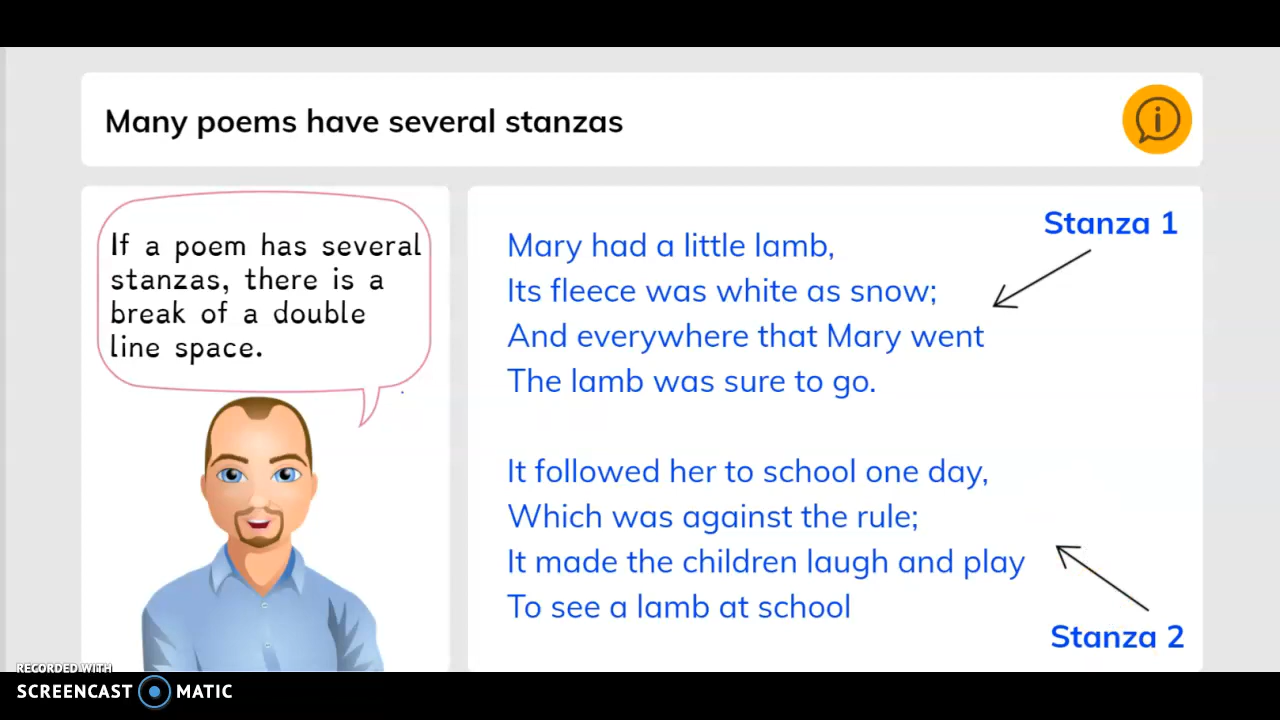 Many poems have several stanzas
If a poem has several
stanzas, there is a
break of a double
line space.
Stanza 1
Mary had a little lamb,
Its fleece was white as snow;
And everywhere that Mary went
The lamb was sure to go.
It followed her to school one day,
Which was against the rule;
It made the children laugh and play
To see a lamb at school
Stanza 2
RECORDED WITH
SCREENCAST MATIC